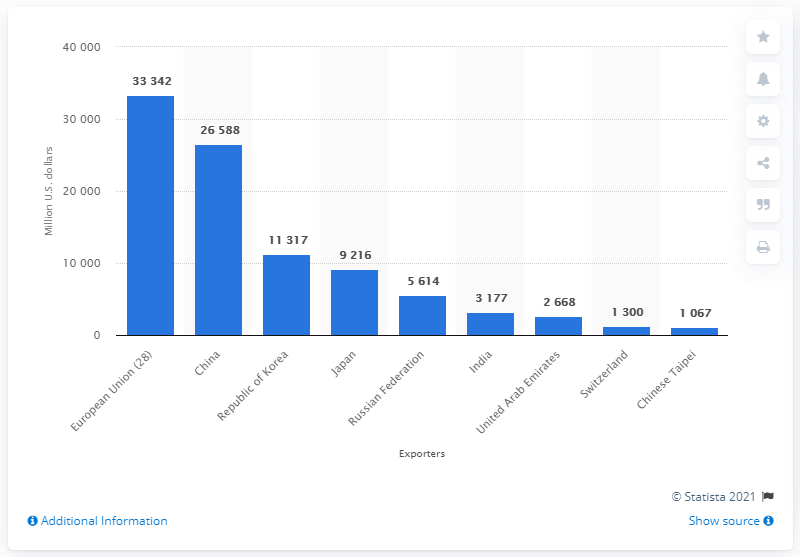 40 000
30 000
20 000
10 000
0
Million U.S. dollars
33 342
26 588
11 317
9 216
5 614
3 177
2 668
1 300
1 067
European Union (28)
China
Republic of Korea
Japan
Russian Federation
India
United Arab Emirates
Switzerland
Chinese Taipei
Exporters
© Statista 2021
Additional Information
Show source